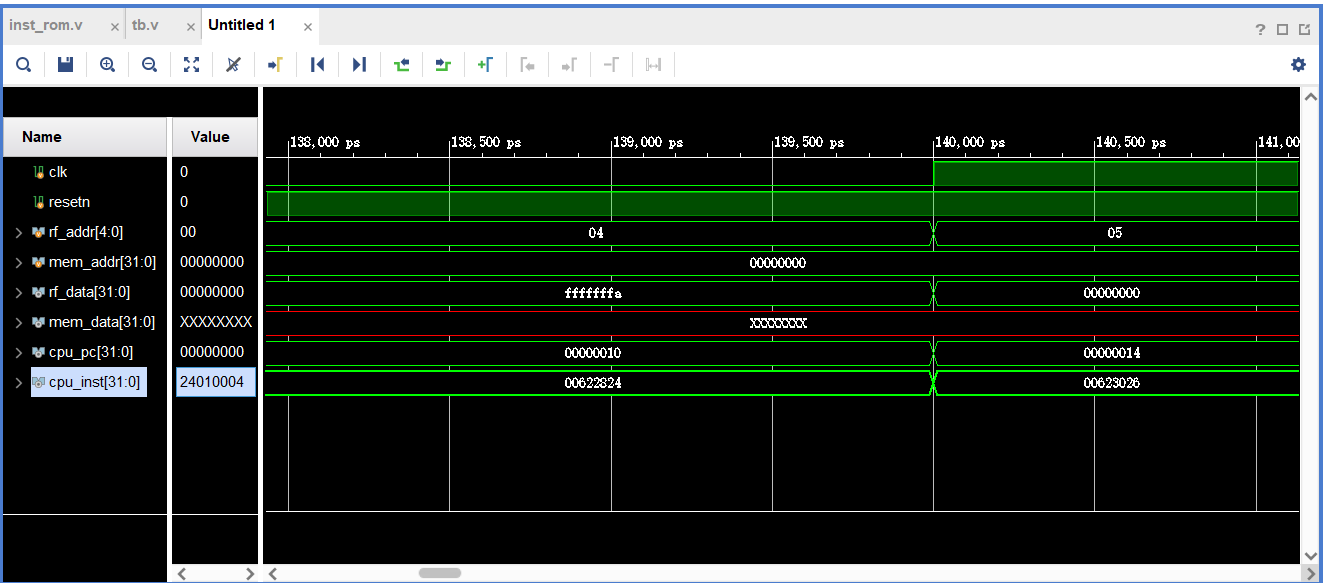 inst_rom.v × tb.v × Untitled 1 ×
?
Name Value
138,000 ps 138,500 ps 139,000 ps 139,500 ps 140,000 ps 140,500 ps 141,00
clk 0
resetn 0
rf_addr[4:0] 00 04 05
mem_addr[31:0] 00000000 00000000
rf_data[31:0] 00000000 fffffffa 00000000
mem_data[31:0] XXXXXXXX XXXXXXXX
cpu_pc[31:0] 00000000 00000010 00000014
cpu_inst[31:0] 24010004 00622824 00623026